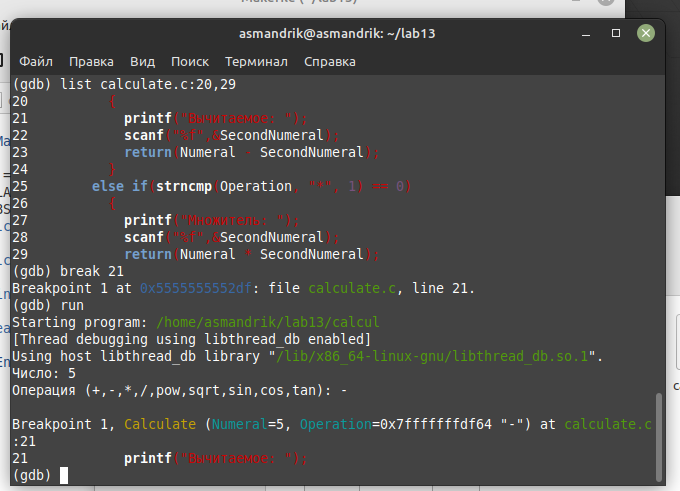 asmandrik@asmandrik: ~/lab13
Файл Правка Вид Поиск Терминал Справка
(gdb) list calculate.c:20,29
20 {
21 printf("Вычитаемое: ");
22 scanf("%f",&SecondNumeral);
23 return(Numeral - SecondNumeral);
24 }
25 else if(strncmp(Operation, "*", 1) == 0)
26 {
27 printf("Множитель: ");
28 scanf("%f",&SecondNumeral);
29 return(Numeral * SecondNumeral);
(gdb) break 21
Breakpoint 1 at 0x5555555552df: file calculate.c, line 21.
(gdb) run
Starting program: /home/asmandrik/lab13/calcul
[Thread debugging using libthread_db enabled]
Using host libthread_db library "/lib/x86_64-linux-gnu/libthread_db.so.1".
Число: 5
Операция (+,-,*,/,pow,sqrt,sin,cos,tan): -
Breakpoint 1, Calculate (Numeral=5, Operation=0x7fffffffdf64 "-") at calculate.c
:21
21 printf("Вычитаемое: ");
(gdb)